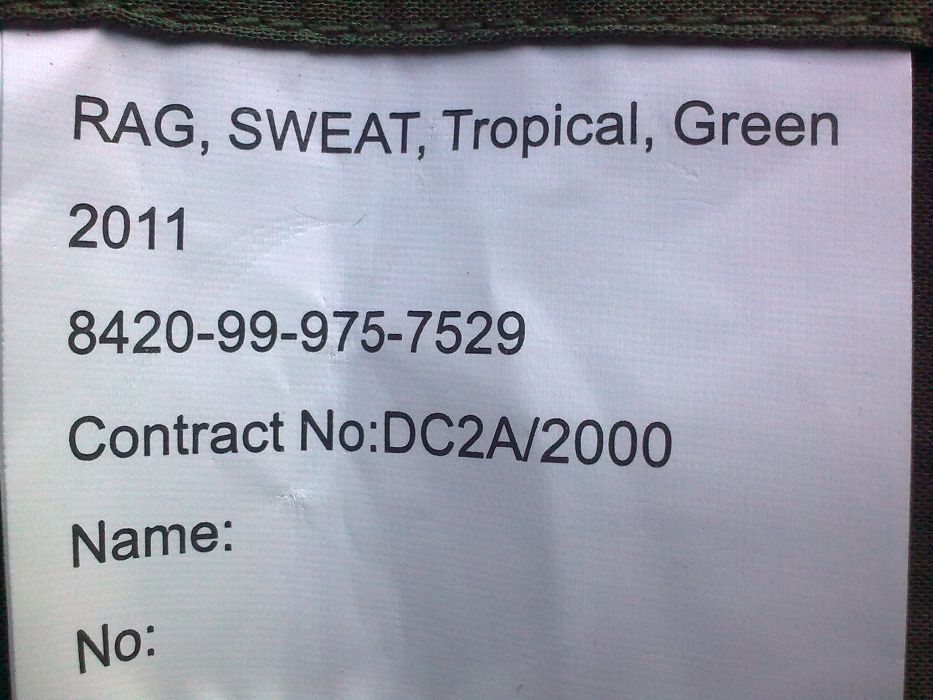 RAG, SWEAT, Tropical, Green
2011
8420-99-975-7529
Contract No:DC2A/2000
Name:
No: